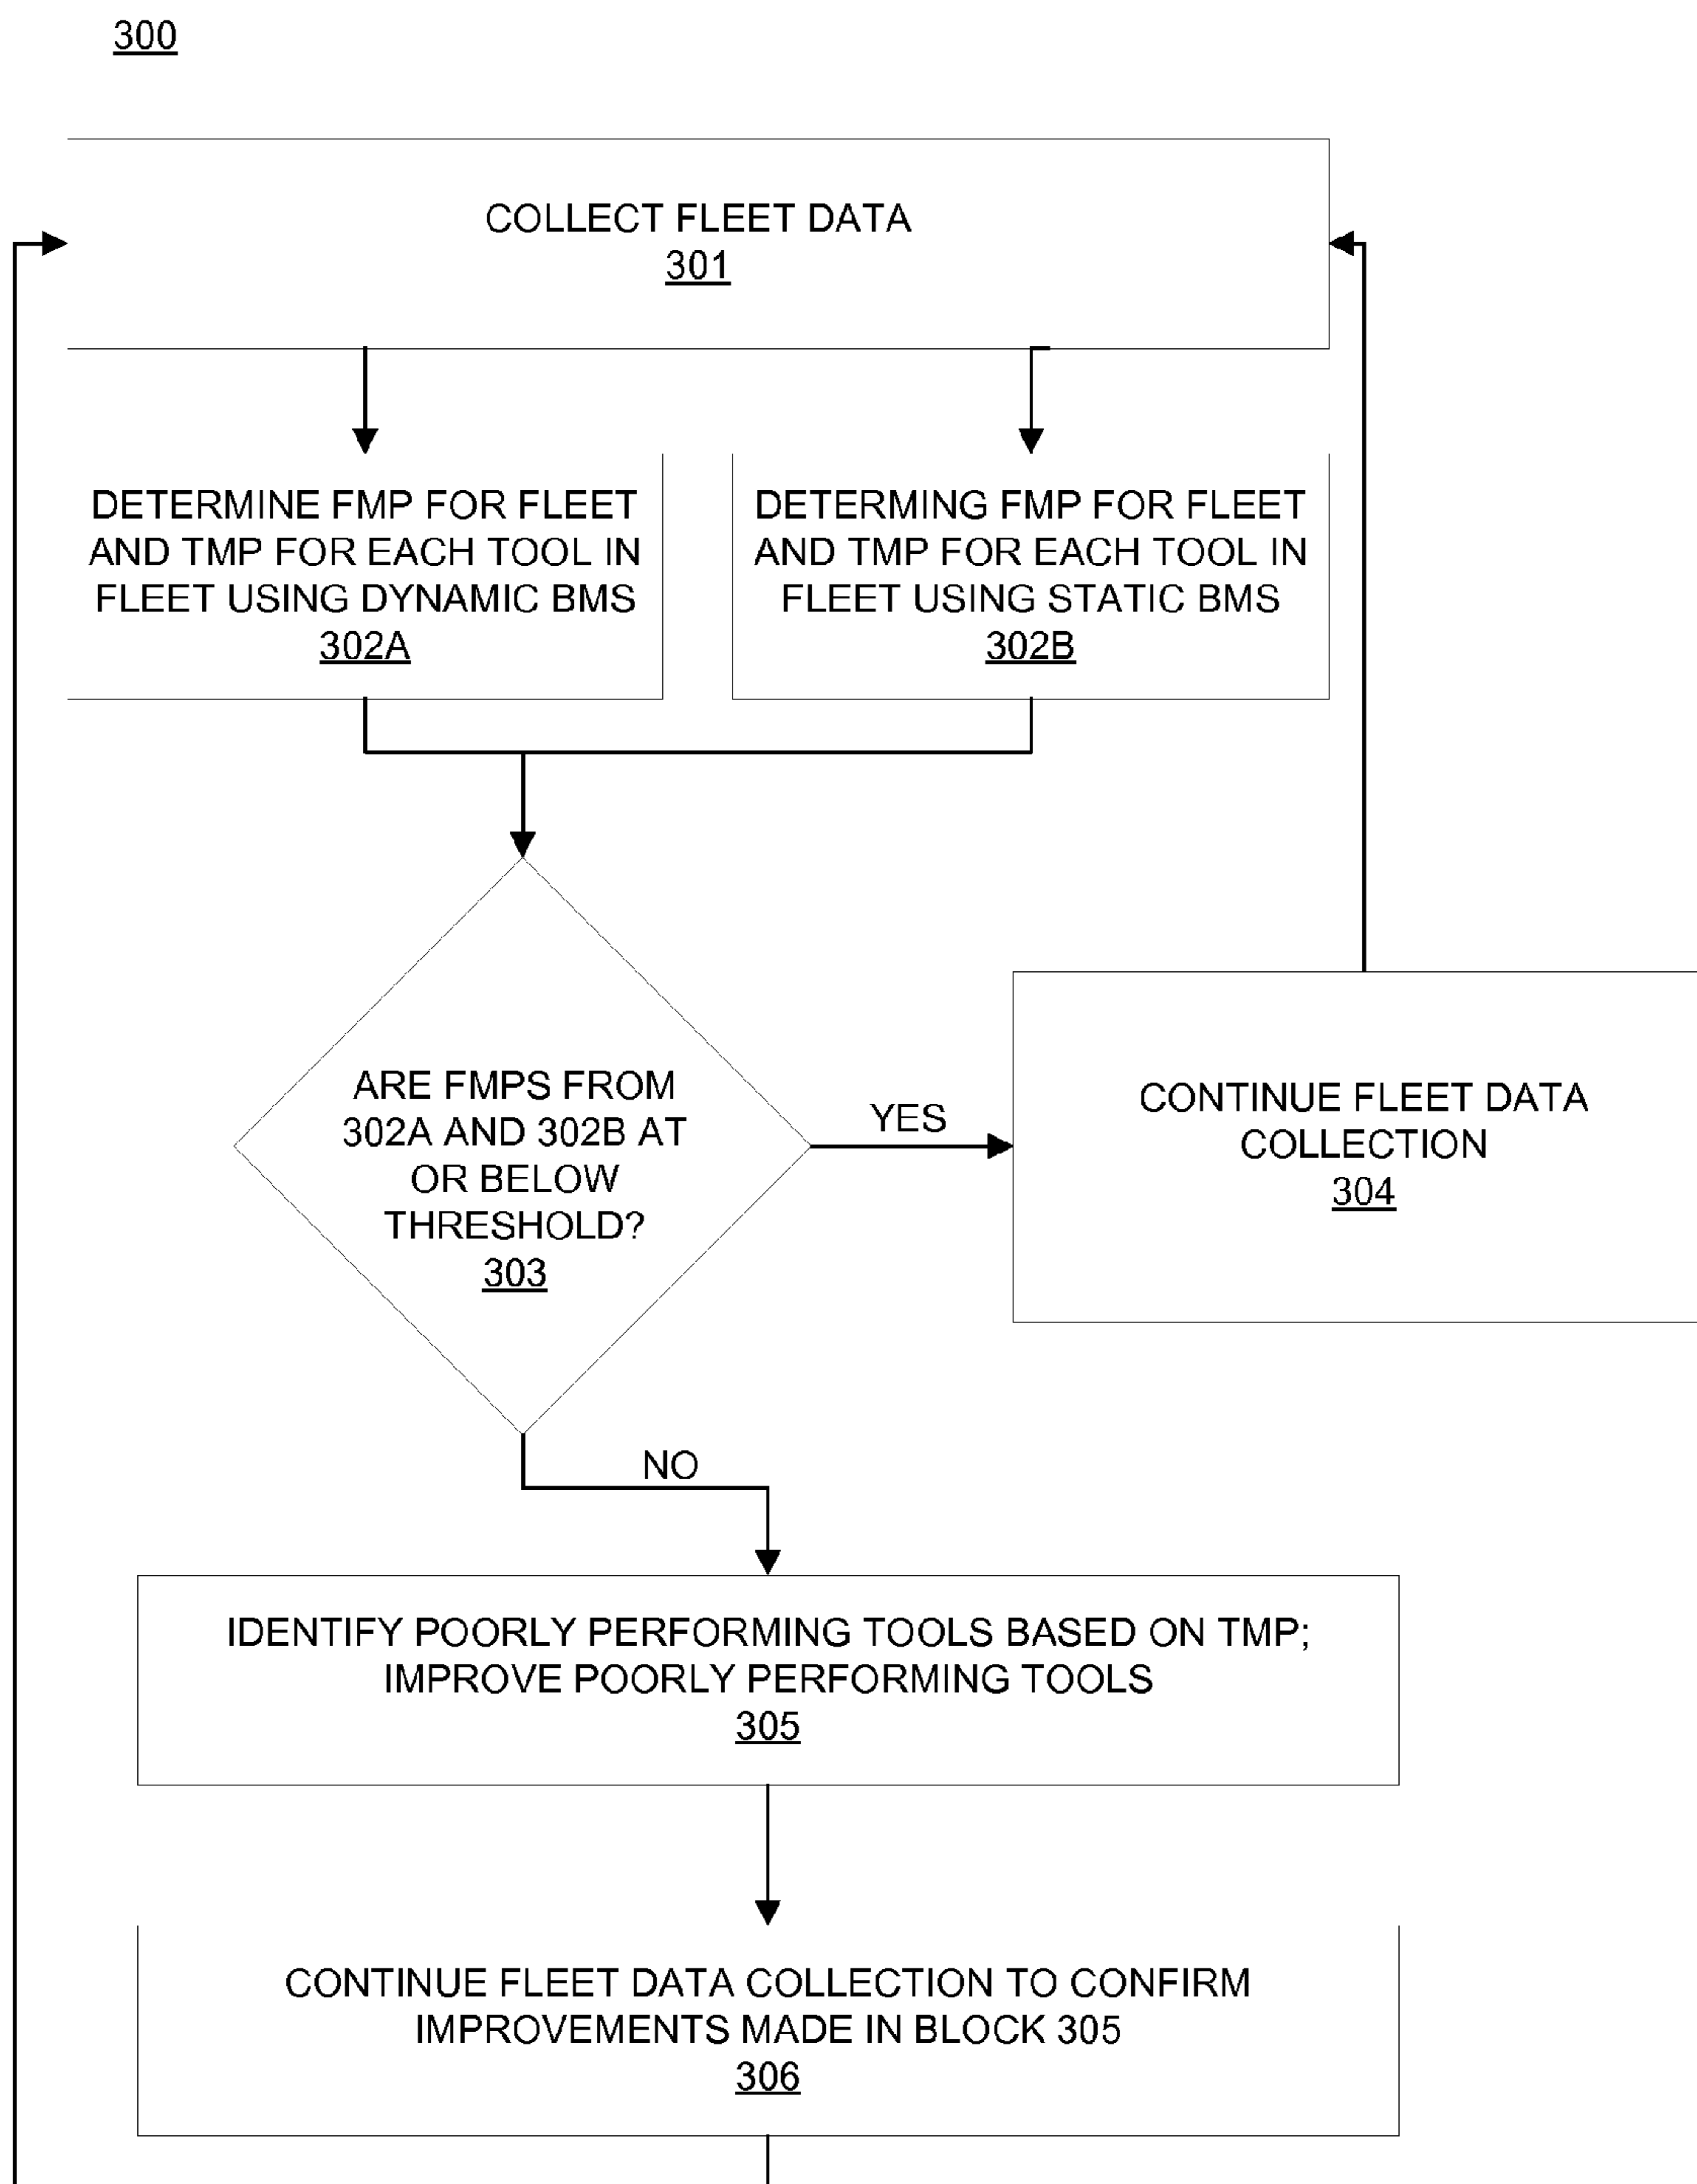 300
COLLECT FLEET DATA
301
DETERMINE FMP FOR FLEET
AND TMP FOR EACH TOOL IN
FLEET USING DYNAMIC BMS
302A
DETERMING FMP FOR FLEET
AND TMP FOR EACH TOOL IN
FLEET USING STATIC BMS
302B
ARE FMPS FROM
302A AND 302B AT
OR BELOW
THRESHOLD?
303
YES
CONTINUE FLEET DATA
COLLECTION
304
NO
IDENTIFY POORLY PERFORMING TOOLS BASED ON TMP;
IMPROVE POORLY PERFORMING TOOLS
305
CONTINUE FLEET DATA COLLECTION TO CONFIRM
IMPROVEMENTS MADE IN BLOCK 305
306